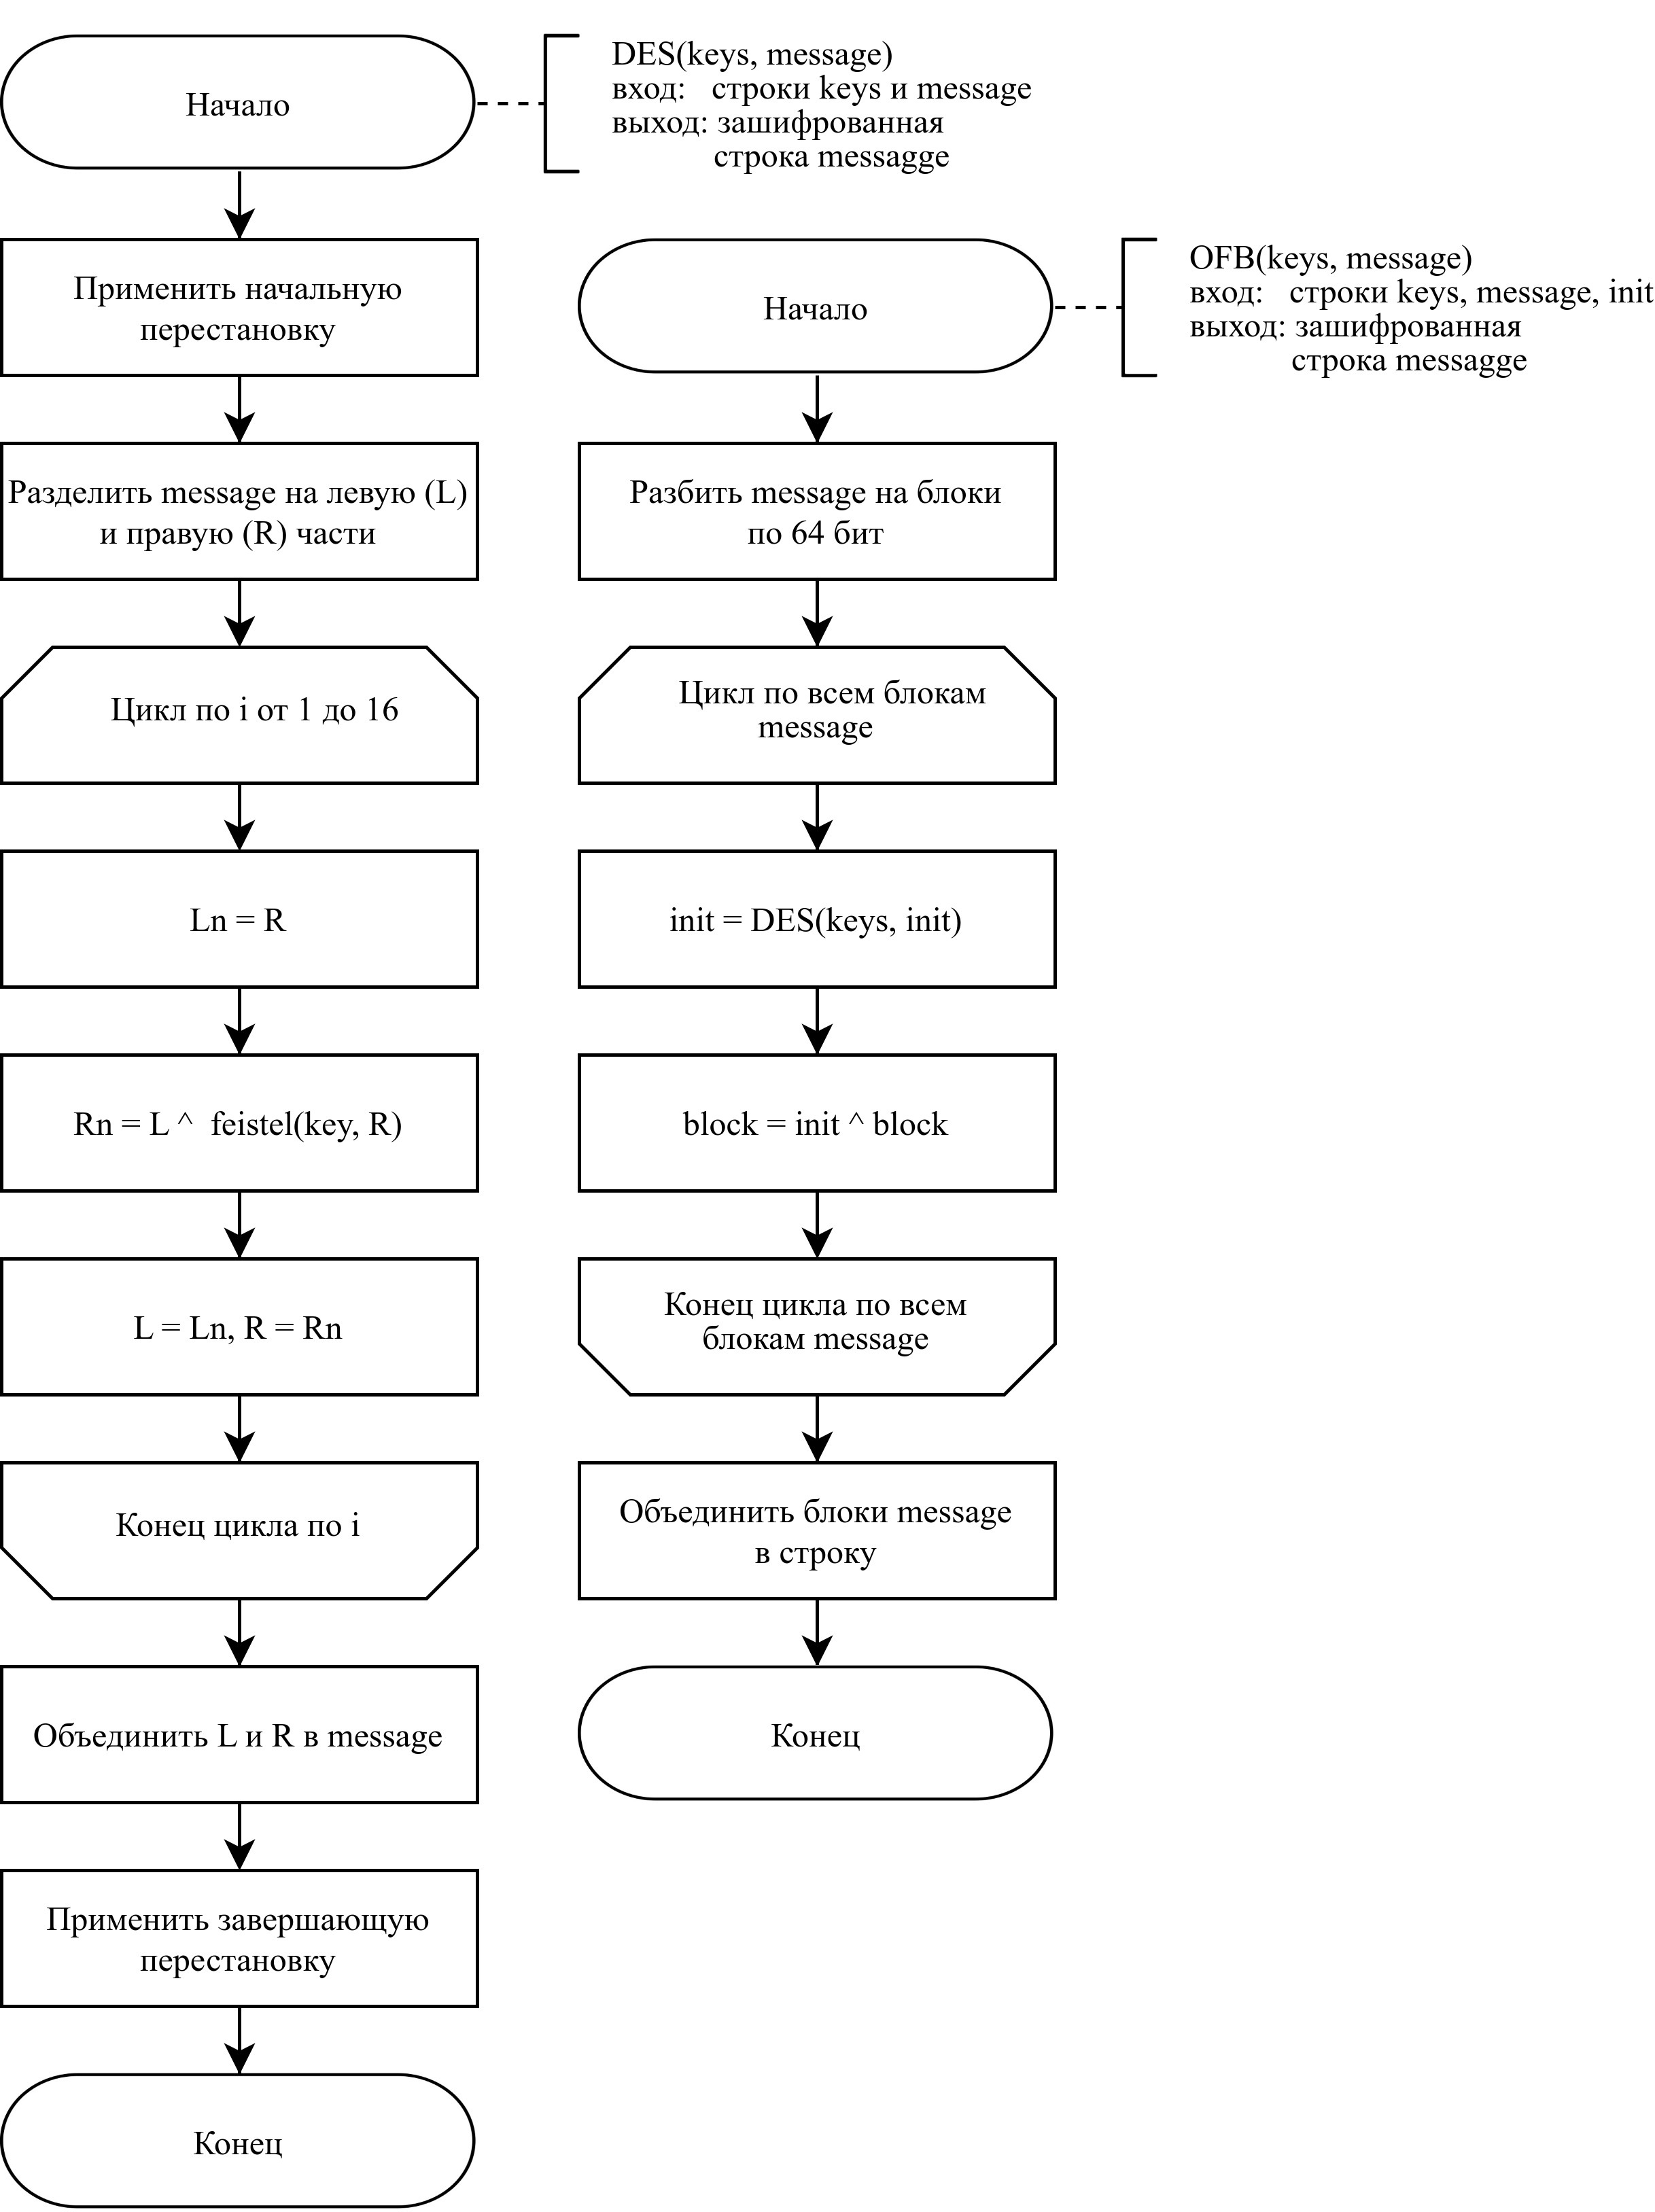 Начало
DES(keys, message)
вход: строки keys и message
выход: зашифрованная
строка messagge
Применить начальную
перестановку
Разделить message на левую (L)
и правую (R) части
Цикл по i от 1 до 16
Ln = R
Rn = L ^ feistel(key, R)
L = Ln, R = Rn
Конец цикла по i
Объединить L и R в message
Применить завершающую
перестановку
Конец
Начало
OFB(keys, message)
вход: строки keys, message, init
выход: зашифрованная
строка messagge
Разбить message на блоки
по 64 бит
Цикл по всем блокам
message
init = DES(keys, init)
block = init ^ block
Конец цикла по всем
блокам message
Объединить блоки message
в строку
Конец